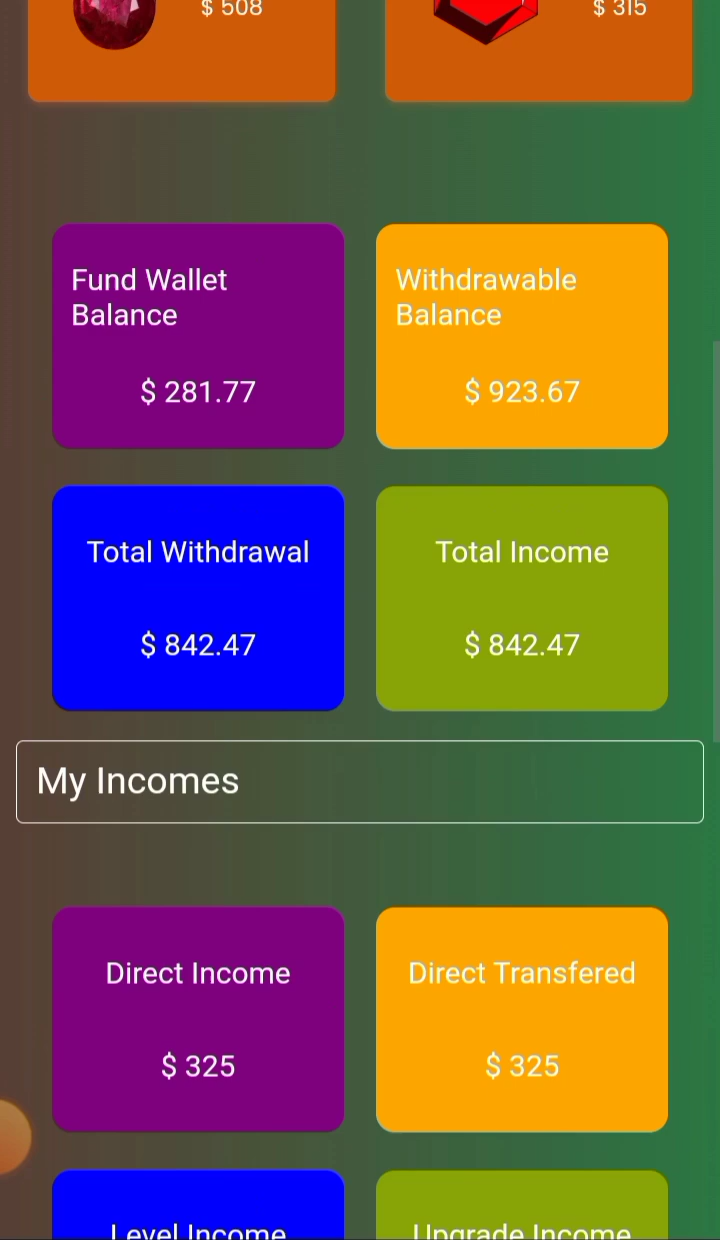 $ 508
$ 315
Fund Wallet
Balance
$ 281.77
Withdrawable
Balance
$ 923.67
Total Withdrawal
$ 842.47
Total Income
$ 842.47
My Incomes
Direct Income
$ 325
Direct Transfered
$ 325
Level Income
Upgrade Income